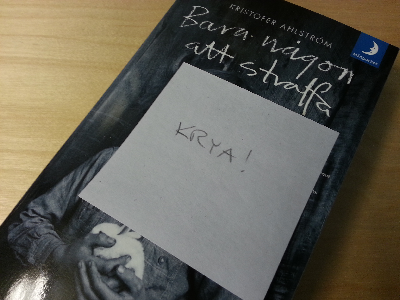 KRISTOFER AHLSTRÖM
Bara någon
att straffa
KRYA!